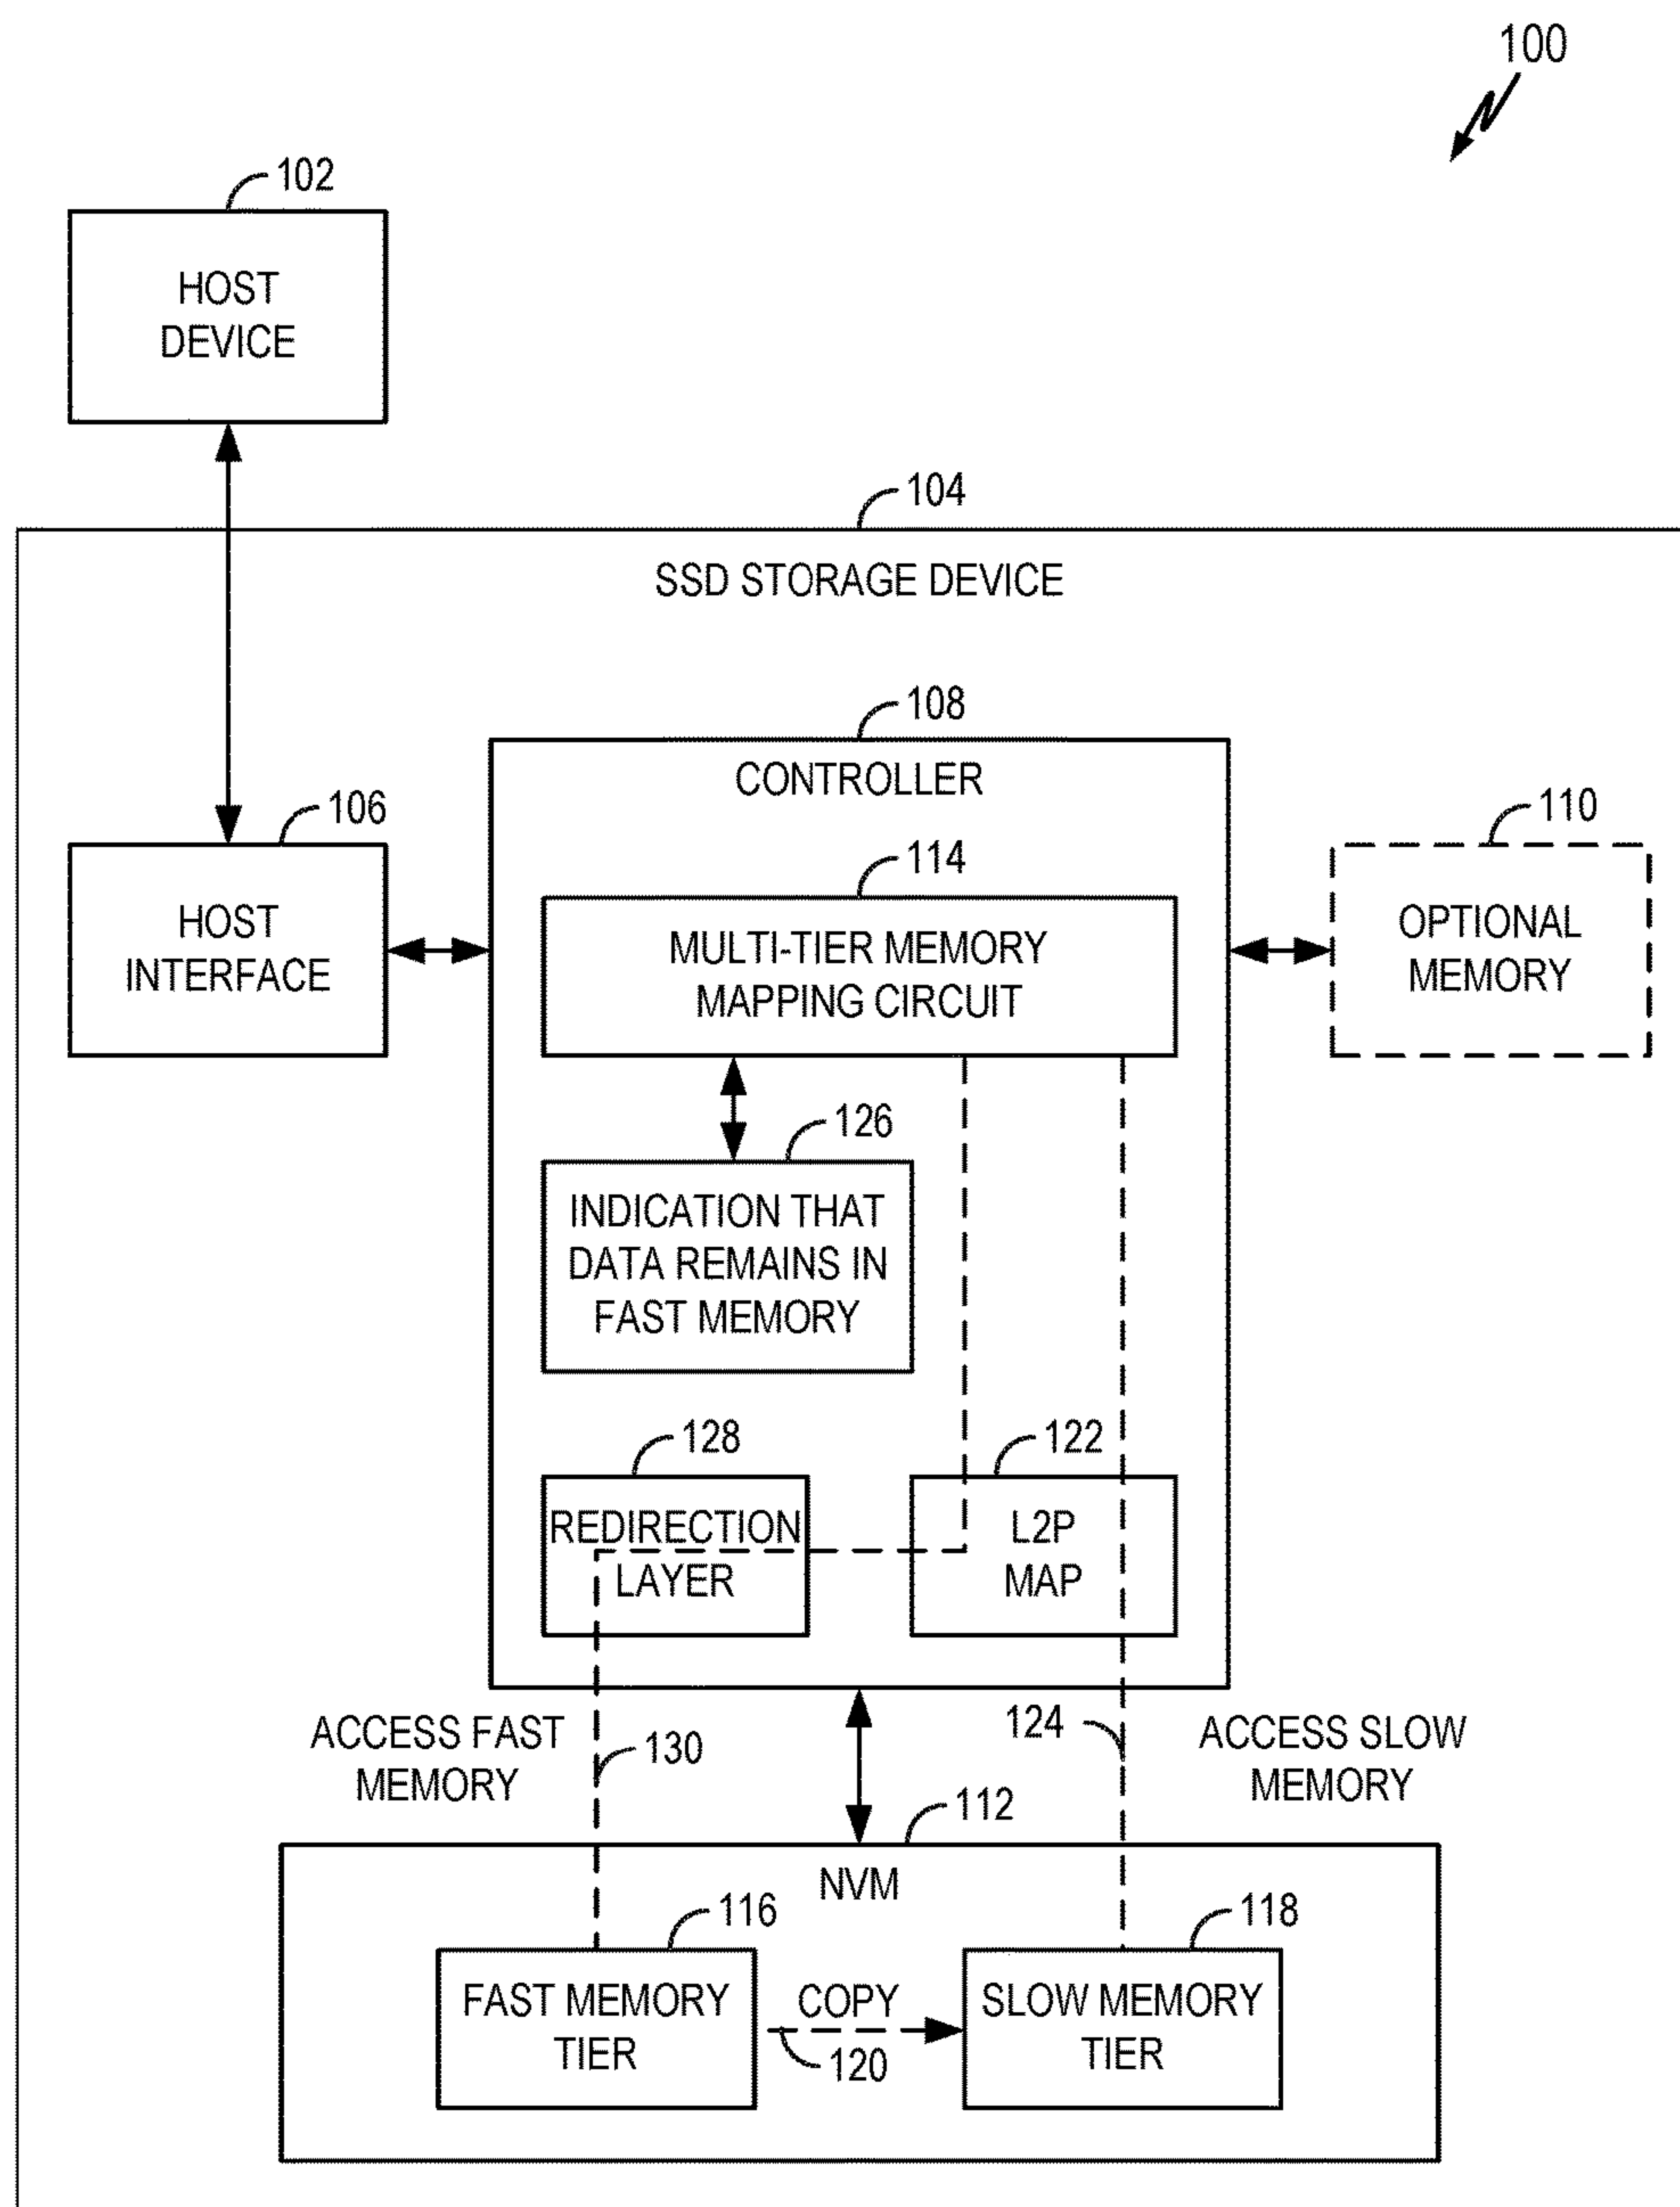 100
102
HOST
DEVICE
104
SSD STORAGE DEVICE
108
CONTROLLER
106
HOST
INTERFACE
110
OPTIONAL
MEMORY
114
MULTI-TIER MEMORY
MAPPING CIRCUIT
126
INDICATION THAT
DATA REMAINS IN
FAST MEMORY
128
REDIRECTION
LAYER
122
L2P
MAP
ACCESS FAST
MEMORY
130
124
ACCESS SLOW
MEMORY
112
NVM
116
FAST MEMORY
TIER
COPY
120
118
SLOW MEMORY
TIER